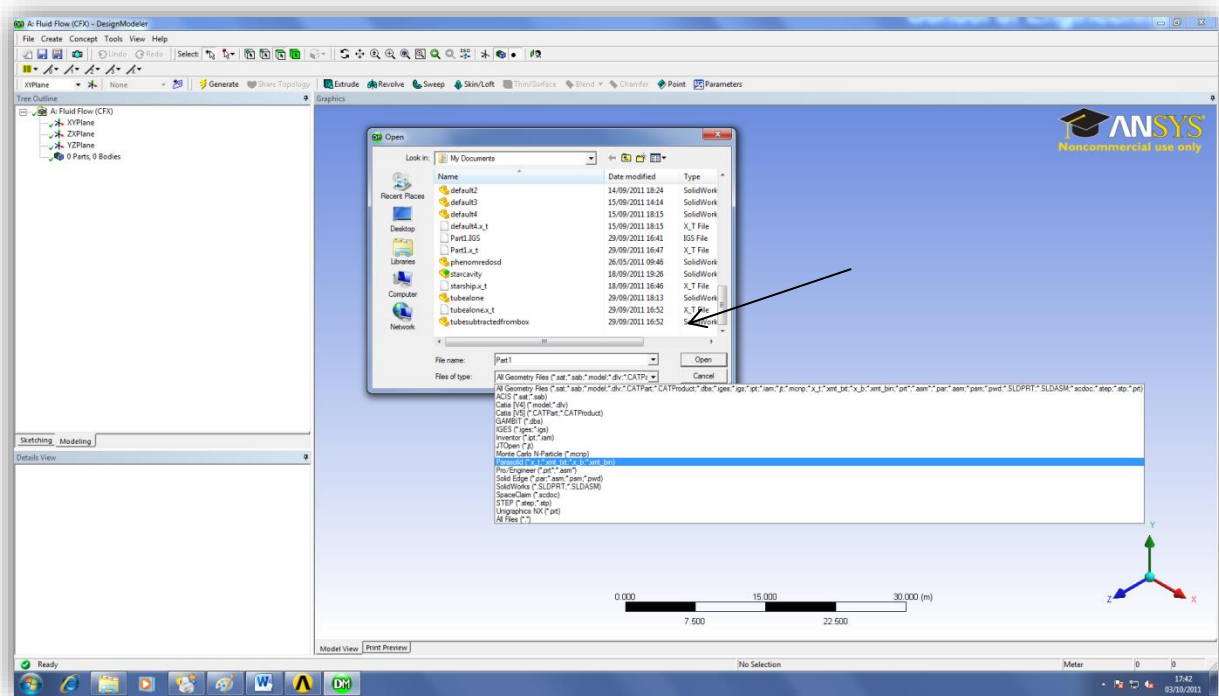 A: Fluid Flow (CFX) - DesignModeler
File Create Concept Tools View Help
Undo Redo Select:
XYPlane None Generate Share Topology Extrude Revolve Sweep Skin/Loft Thin/Surface Blend Chamfer Point Parameters
Tree Outline
A: Fluid Flow (CFX)
XYPlane
ZXPlane
YZPlane
0 Parts, 0 Bodies
Sketching Modeling
Details View
Graphics
ANSYS
Noncommercial use only
Open
Look in: My Documents
Recent Places
Desktop
Libraries
Computer
Network
Name Date modified Type
default2 14/09/2011 18:24 SolidWork
default3 15/09/2011 14:14 SolidWork
default4 15/09/2011 18:15 SolidWork
default4.x_t 15/09/2011 18:15 X_T File
Part1.IGS 29/09/2011 16:41 IGS File
Part1.x_t 29/09/2011 16:47 X_T File
phenomredosd 26/05/2011 09:46 SolidWork
starcavity 18/09/2011 19:26 SolidWork
starship.x_t 18/09/2011 16:46 X_T File
tubealone 29/09/2011 18:13 SolidWork
tubealone.x_t 29/09/2011 16:52 X_T File
tubesubtractedfrombox 29/09/2011 16:52 SolidWork
File name: Part1 Open
Files of type: All Geometry Files (*.sat;*.sab;*.model;*.dlv;*.CATPa Cancel
All Geometry Files (*.sat;*.sab;*.model;*.dlv;*.CATPart;*.CATProduct;*.dbs;*.iges;*.igs;*.ipt;*.iam;*.jt;*.mcnp;*.x_t;*.xmt_txt;*.x_b;*.xmt_bin;*.prt*;*.asm*;*.par;*.asm;*.psm;*.pwd;*.SLDPRT;*.SLDASM;*.scdoc;*.step;*.stp;*.prt)
ACIS (*.sat;*.sab)
Catia [V4] (*.model;*.dlv)
Catia [V5] (*.CATPart;*.CATProduct)
GAMBIT (*.dbs)
IGES (*.iges;*.igs)
Inventor (*.ipt;*.iam)
JTOpen (*.jt)
Monte Carlo N-Particle (*.mcnp)
Parasolid (*.x_t;*.xmt_txt;*.x_b;*.xmt_bin)
Pro/Engineer (*.prt*;*.asm*)
Solid Edge (*.par;*.asm;*.psm;*.pwd)
SolidWorks (*.SLDPRT;*.SLDASM)
SpaceClaim (*.scdoc)
STEP (*.step;*.stp)
Unigraphics NX (*.prt)
All Files (*.*)
Y
Z
X
0.000 15.000 30.000 (m)
7.500 22.500
Model View Print Preview
Ready No Selection Meter 0 0
17:42
03/10/2011